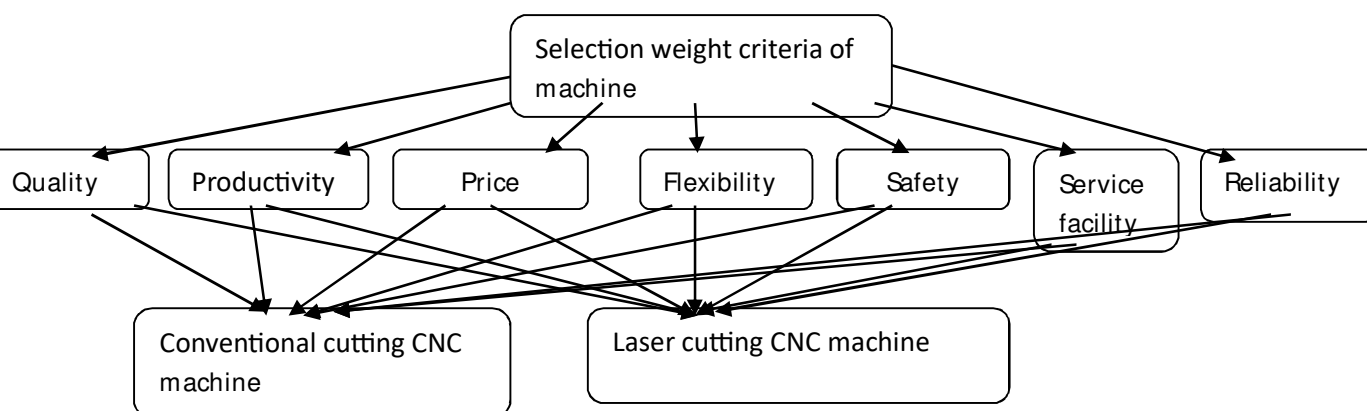 Selection weight criteria of
machine
Quality
Productivity
Price
Flexibility
Safety
Service
facility
Reliability
Conventional cutting CNC
machine
Laser cutting CNC machine